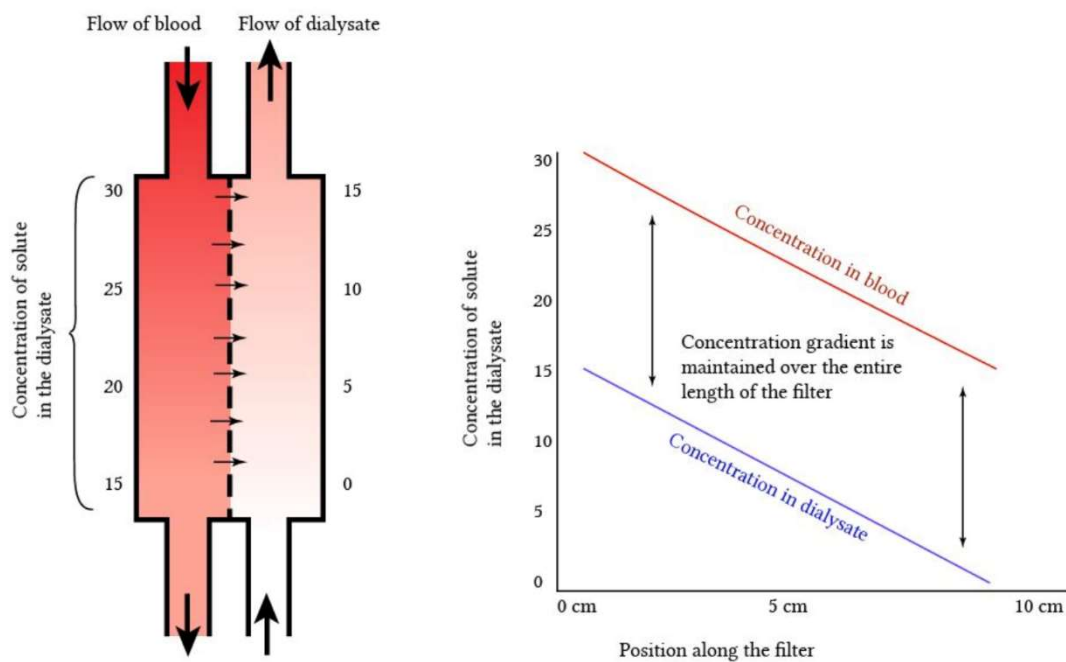 Flow of blood
Flow of dialysate
Concentration of solute
in the dialysate
30
25
20
15
15
10
5
0
Concentration of solute
in the dialysate
30
25
20
15
10
5
0
Concentration in blood
Concentration gradient is
maintained over the entire
length of the filter
Concentration in dialysate
0 cm
5 cm
10 cm
Position along the filter